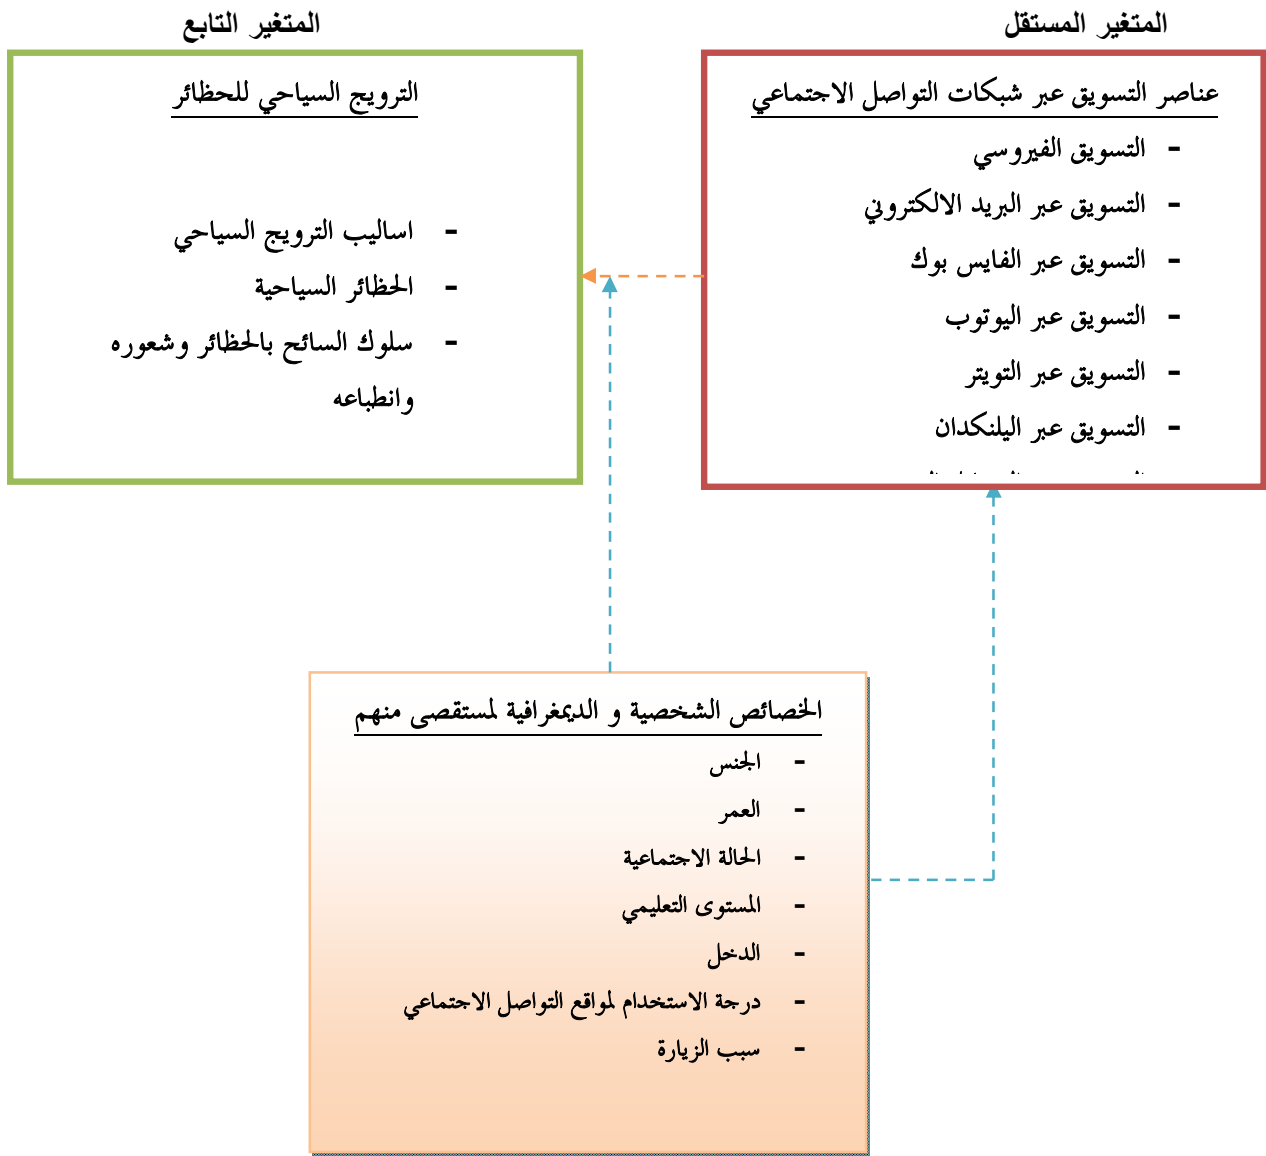 المتغير المستقل
عناصر التسويق عبر شبكات التواصل الاجتماعي
- التسويق الفيروسي
- التسويق عبر البريد الالكتروني
- التسويق عبر الفايس بوك
- التسويق عبر اليوتوب
- التسويق عبر التويتر
- التسويق عبر اليلنكدان
المتغير التابع
الترويج السياحي للحظائر
- اساليب الترويج السياحي
- الحظائر السياحية
- سلوك السائح بالحظائر وشعوره
وانطباعه
الخصائص الشخصية و الديمغرافية لمستقصى منهم
- الجنس
- العمر
- الحالة الاجتماعية
- المستوى التعليمي
- الدخل
- درجة الاستخدام لمواقع التواصل الاجتماعي
- سبب الزيارة